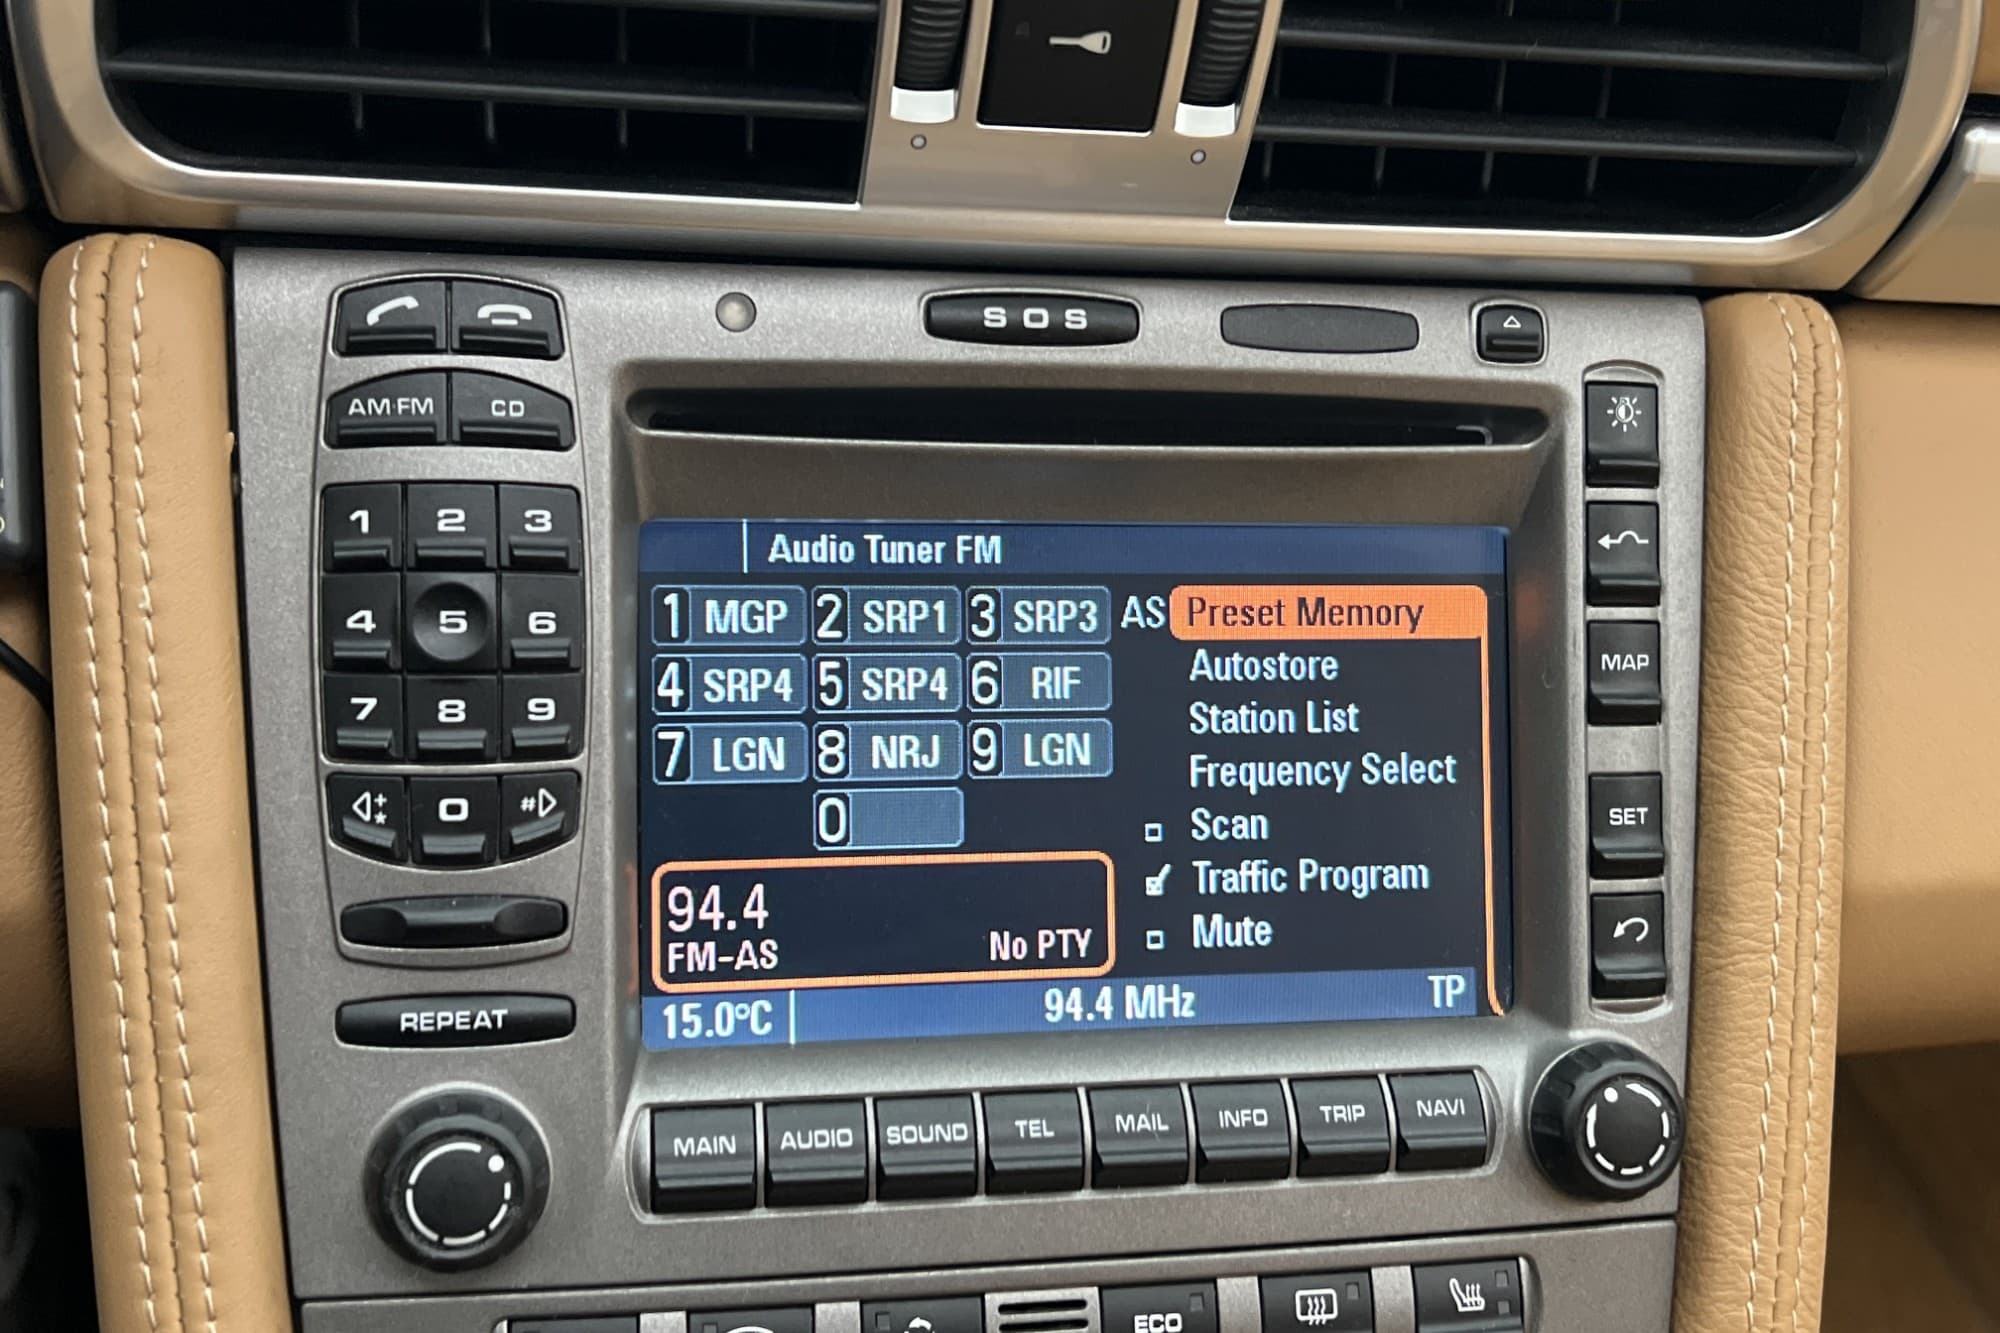 SOS
AM·FM CD
1 2 3
4 5 6
7 8 9
0 #
REPEAT
Audio Tuner FM
1 MGP 2 SRP1 3 SRP3 AS
4 SRP4 5 SRP4 6 RIF
7 LGN 8 NRJ 9 LGN
0
Preset Memory
Autostore
Station List
Frequency Select
Scan
Traffic Program
Mute
94.4
FM-AS No PTY
15.0°C 94.4 MHz TP
MAP
SET
MAIN AUDIO SOUND TEL MAIL INFO TRIP NAVI
ECO